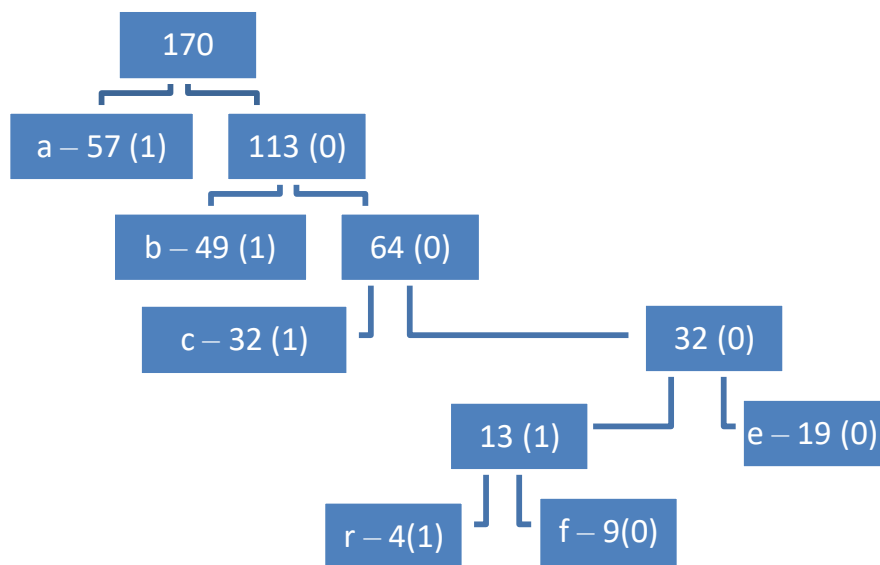 170
a – 57 (1)
113 (0)
b – 49 (1)
64 (0)
c – 32 (1)
32 (0)
13 (1)
e – 19 (0)
r – 4(1)
f – 9(0)